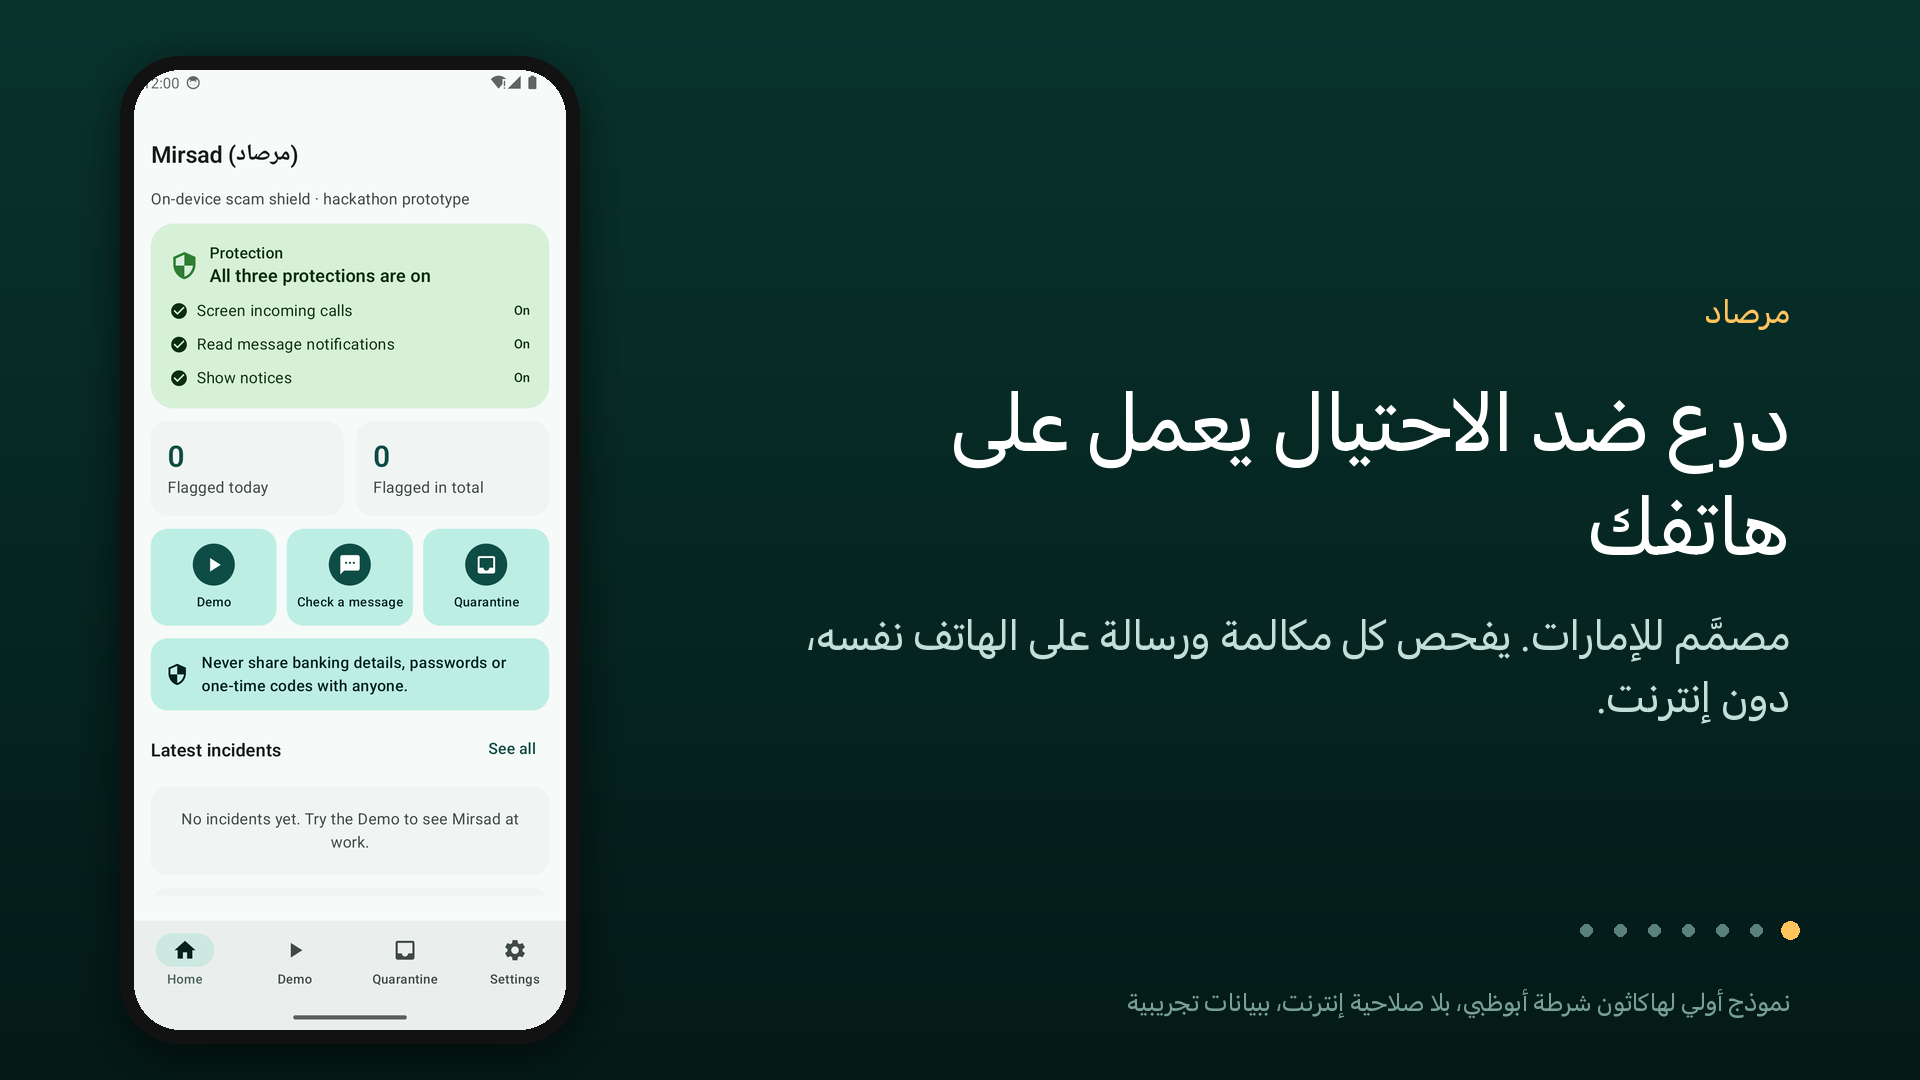 12:00
Mirsad (مرصاد)
On-device scam shield · hackathon prototype
Protection
All three protections are on
Screen incoming calls On
Read message notifications On
Show notices On
0
Flagged today
0
Flagged in total
Demo
Check a message
Quarantine
Never share banking details, passwords or
one-time codes with anyone.
Latest incidents
See all
No incidents yet. Try the Demo to see Mirsad at
work.
Home
Demo
Quarantine
Settings
مرصاد
درع ضد الاحتيال يعمل على
هاتفك
مصمَّم للإمارات. يفحص كل مكالمة ورسالة على الهاتف نفسه،
دون إنترنت.
نموذج أولي لهاكاثون شرطة أبوظبي، بلا صلاحية إنترنت، ببيانات تجريبية